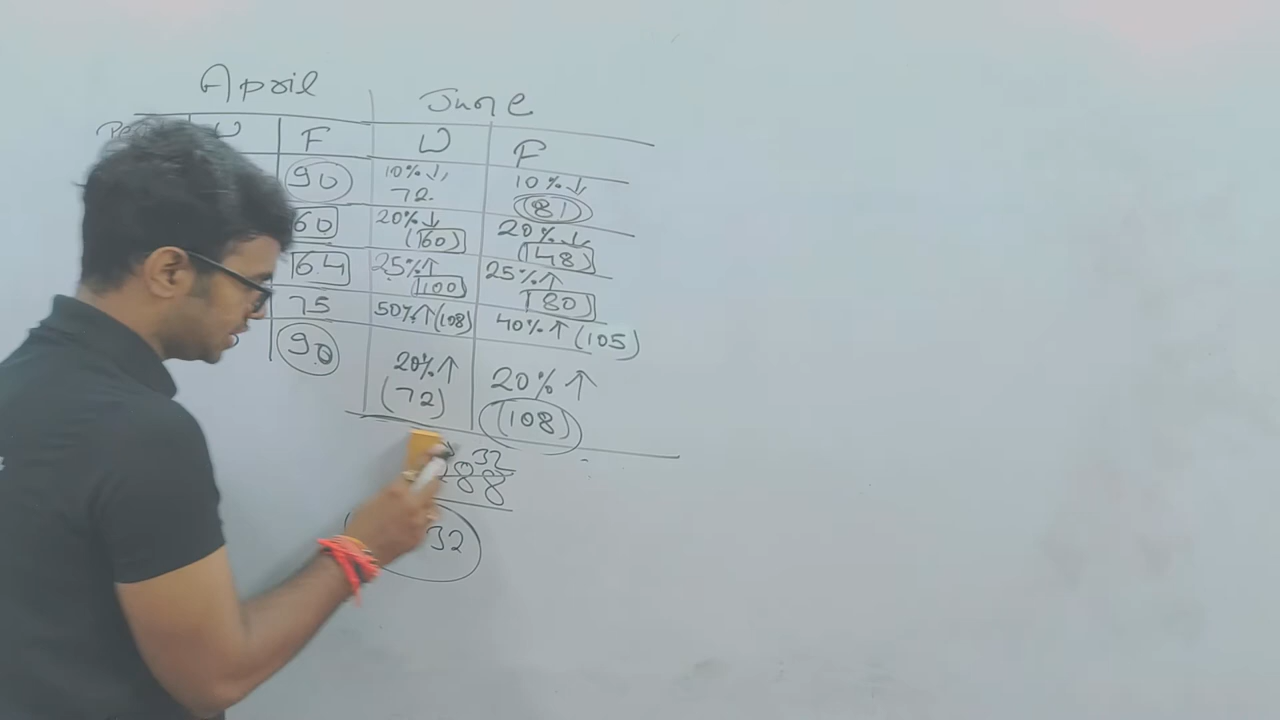 April June
F W F
90 10%↓ 10%↓
72. (81)
60 20%↓ 20%↓
(160) (48)
64 25%↑ 25%↑
100 (80)
75 50%↑(108) 40%↑(105)
90 20%↑ 20%↑
(72) (108)
32
288
32